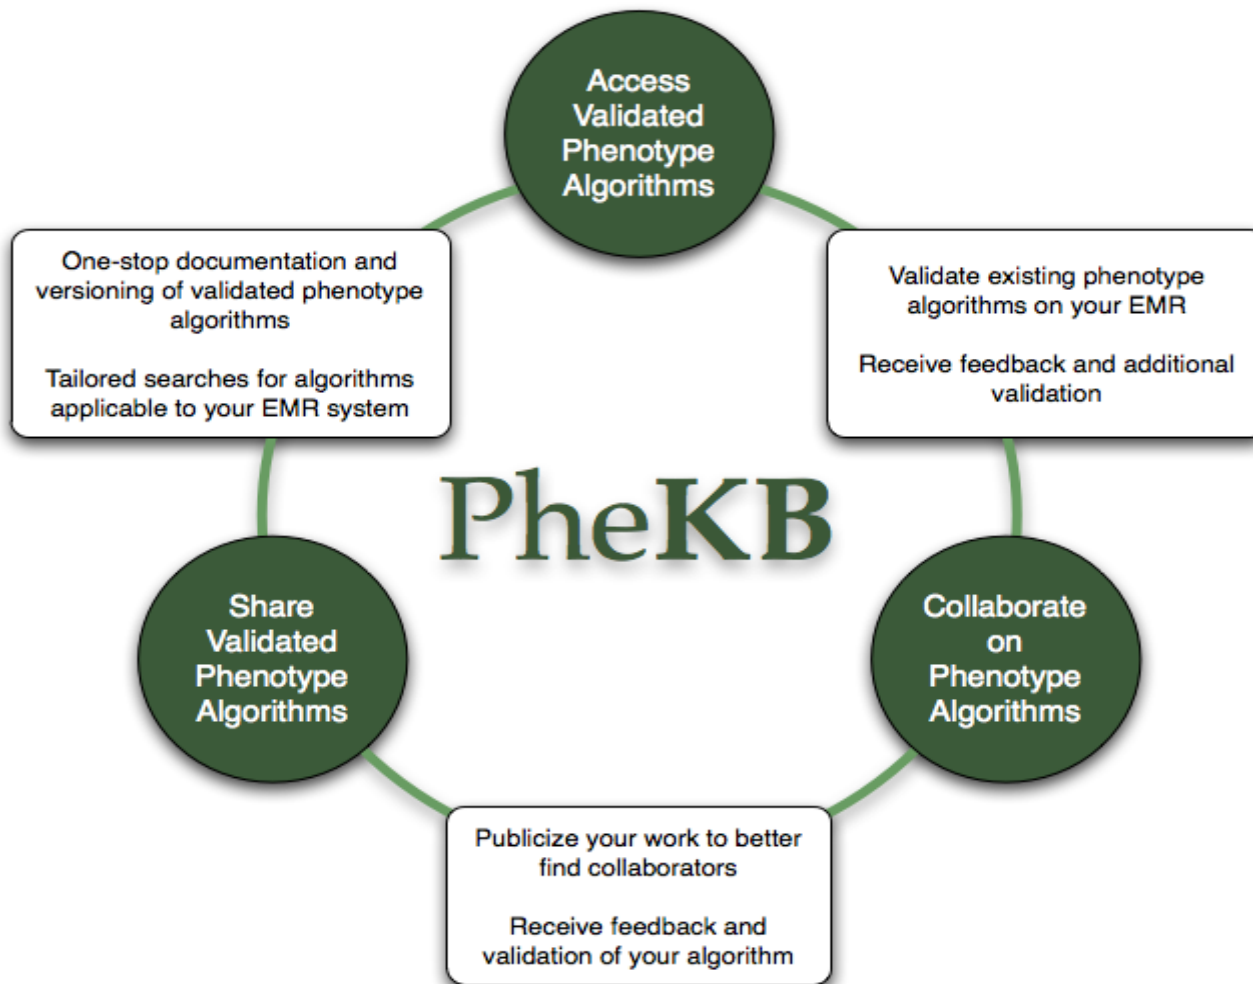 Access
Validated
Phenotype
Algorithms
One-stop documentation and
versioning of validated phenotype
algorithms
Tailored searches for algorithms
applicable to your EMR system
Validate existing phenotype
algorithms on your EMR
Receive feedback and additional
validation
PheKB
Share
Validated
Phenotype
Algorithms
Collaborate
on
Phenotype
Algorithms
Publicize your work to better
find collaborators
Receive feedback and
validation of your algorithm